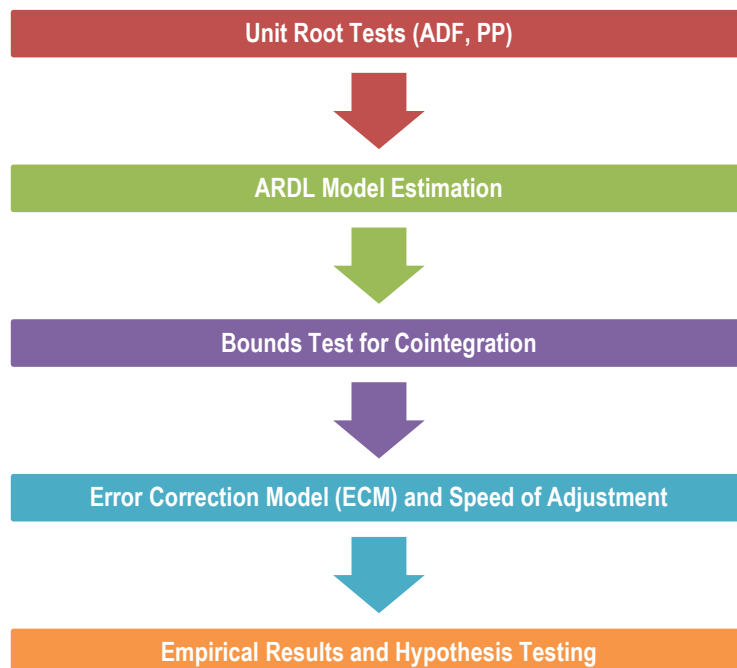 Unit Root Tests (ADF, PP)
ARDL Model Estimation
Bounds Test for Cointegration
Error Correction Model (ECM) and Speed of Adjustment
Empirical Results and Hypothesis Testing